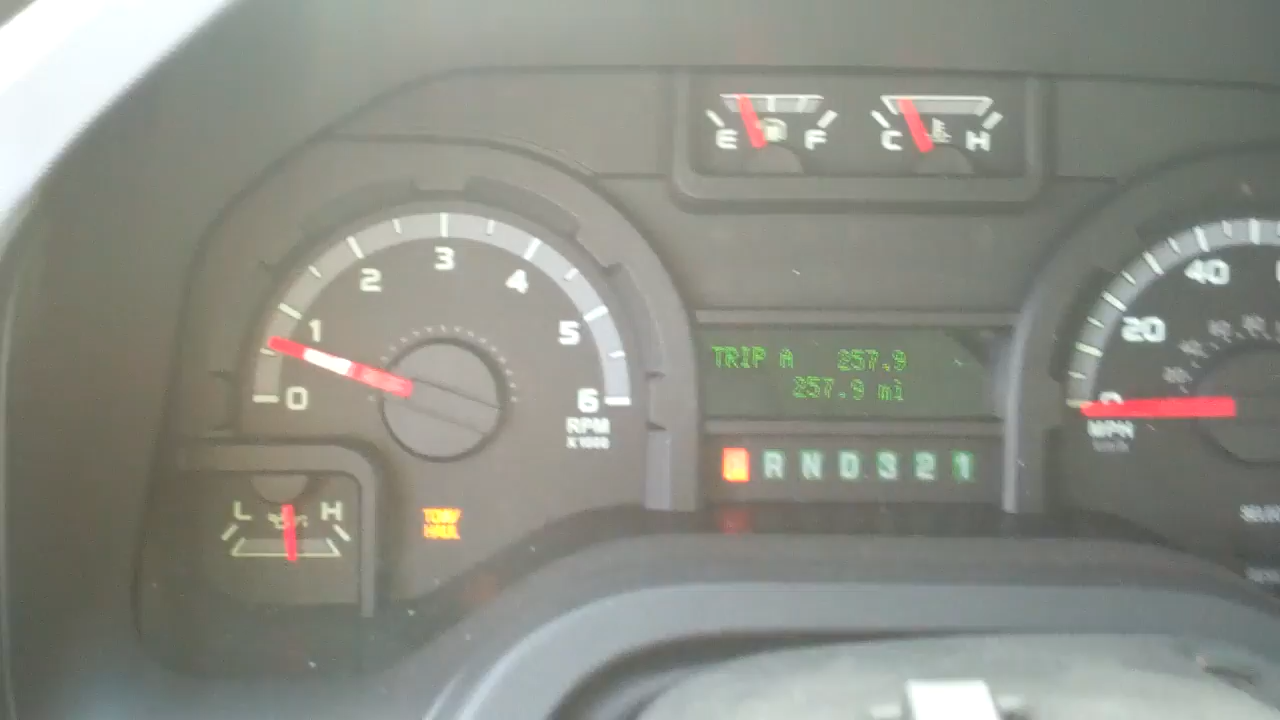 E F C H
0 1 2 3 4 5 6
RPM
X1000
20 40
0
MPH
TRIP A 257.9
257.9 mi
R N D 3 2 1
L H
TOW
HAUL